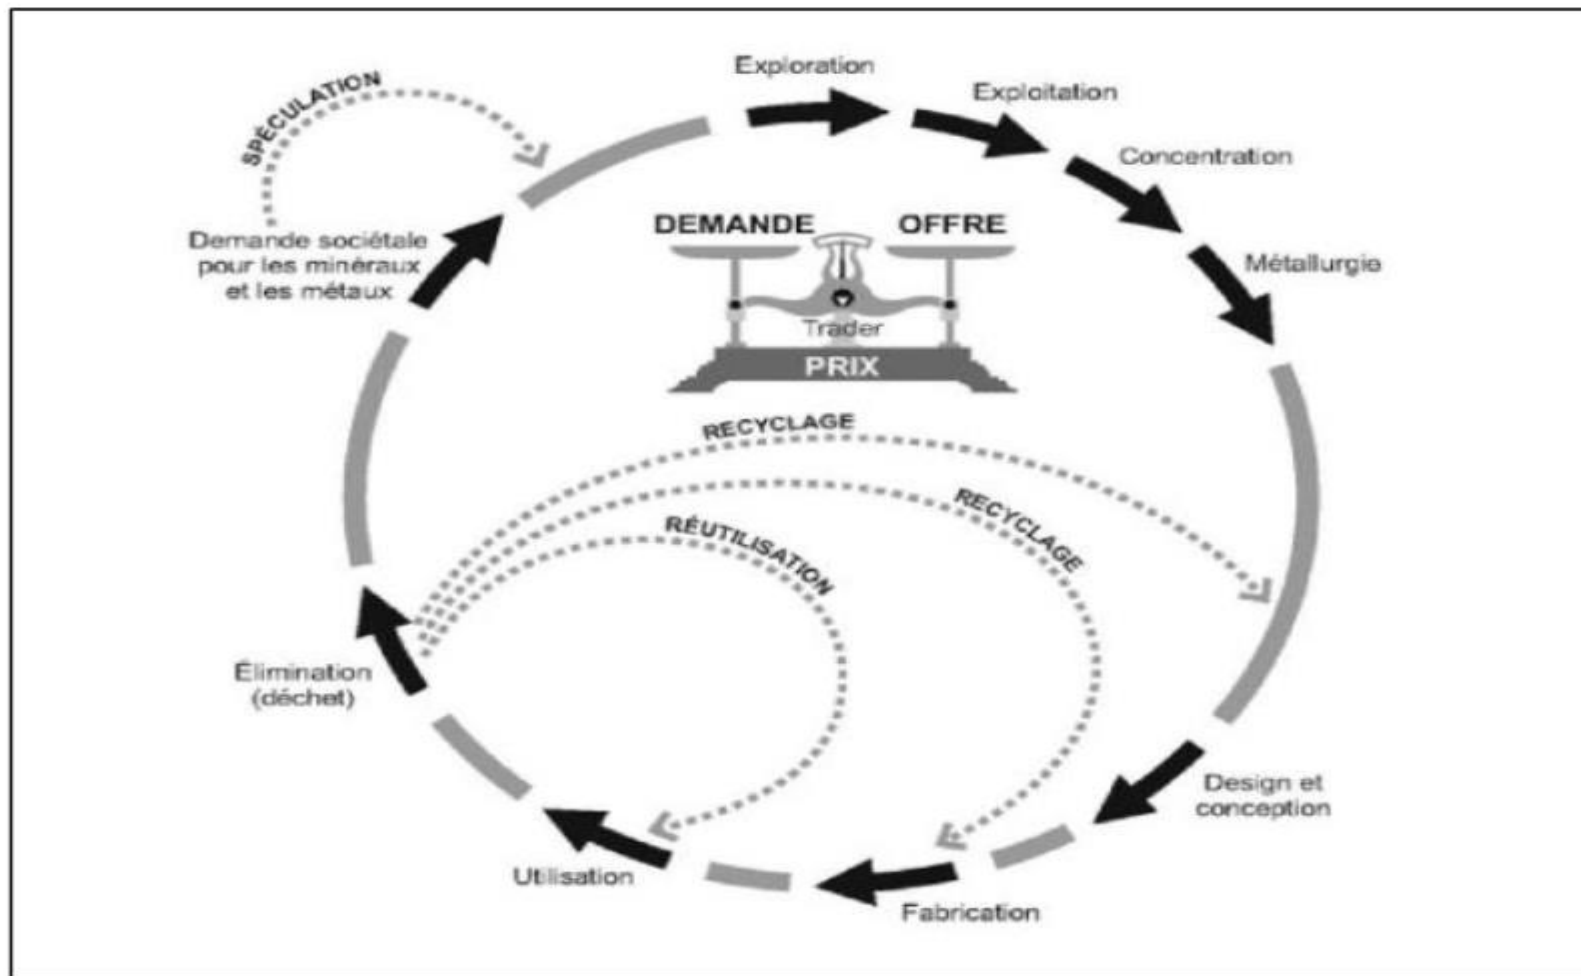 Exploration
Exploitation
Concentration
Métallurgie
SPÉCULATION
Demande sociétale
pour les minéraux
et les métaux
DEMANDE
OFFRE
Trader
PRIX
RECYCLAGE
RECYCLAGE
RÉUTILISATION
Élimination
(déchet)
Design et
conception
Utilisation
Fabrication